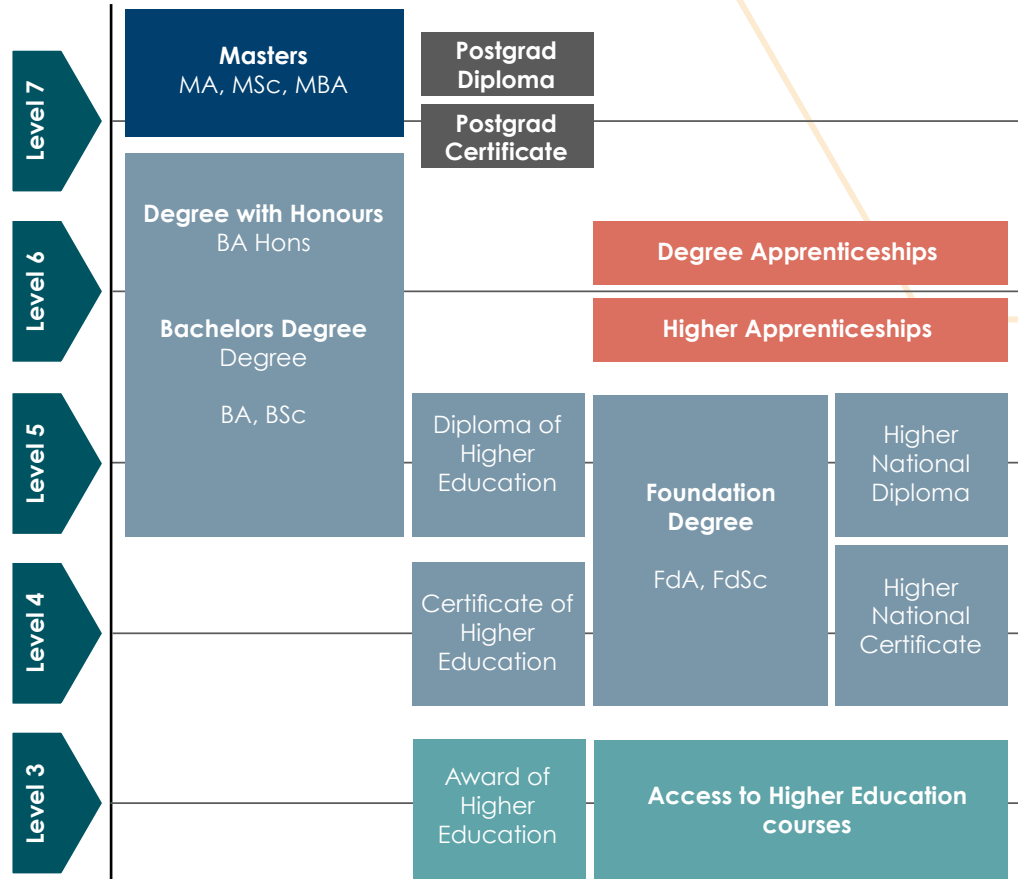 Level 7
Masters
MA, MSc, MBA
Postgrad
Diploma
Postgrad
Certificate
Degree with Honours
BA Hons
Level 6
Degree Apprenticeships
Higher Apprenticeships
Bachelors Degree
Degree
BA, BSc
Level 5
Diploma of
Higher
Education
Foundation
Degree
FdA, FdSc
Higher
National
Diploma
Level 4
Certificate of
Higher
Education
Higher
National
Certificate
Level 3
Award of
Higher
Education
Access to Higher Education
courses